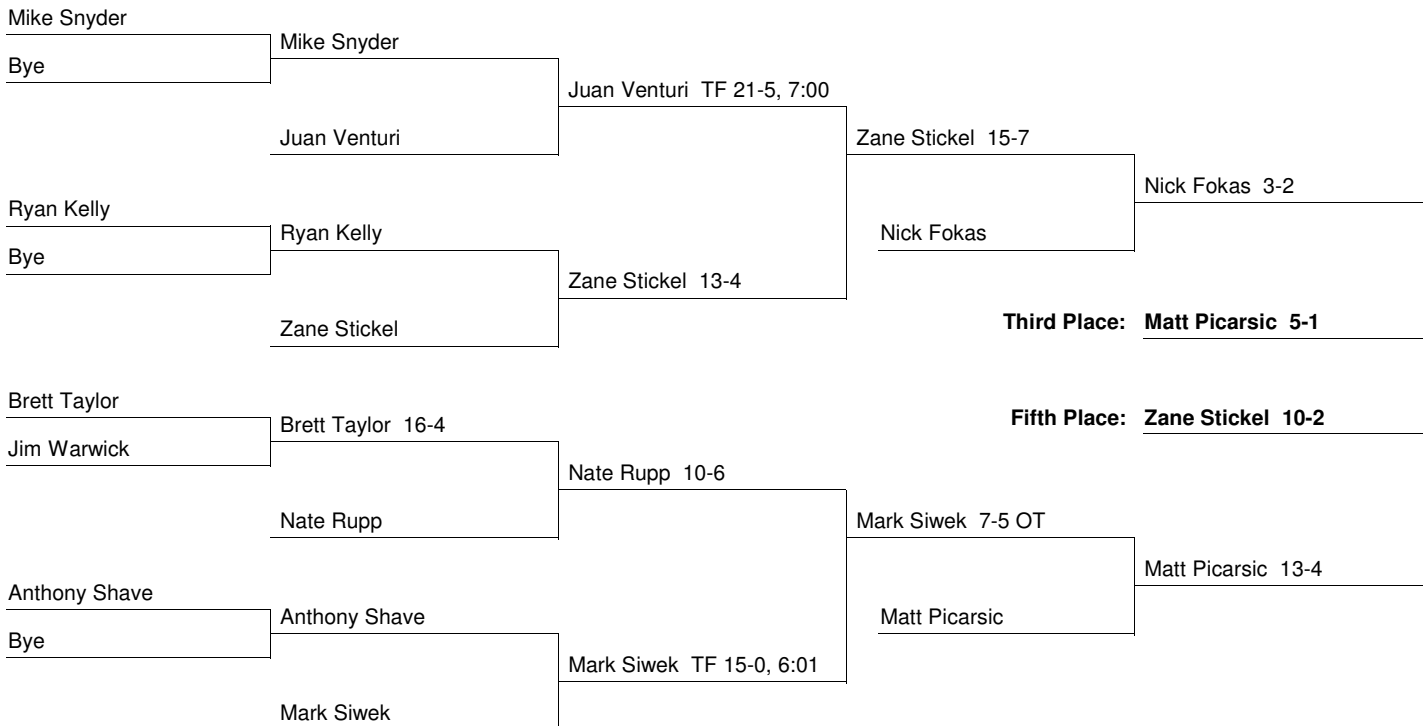 Mike Snyder
Mike Snyder
Bye
Juan Venturi  TF 21-5, 7:00
Juan Venturi
Zane Stickel  15-7
Nick Fokas  3-2
Ryan Kelly
Ryan Kelly
Nick Fokas
Bye
Zane Stickel  13-4
Zane Stickel
Third Place:  Matt Picarsic  5-1
Brett Taylor
Brett Taylor  16-4
Fifth Place:  Zane Stickel  10-2
Jim Warwick
Nate Rupp  10-6
Nate Rupp
Mark Siwek  7-5 OT
Matt Picarsic  13-4
Anthony Shave
Anthony Shave
Matt Picarsic
Bye
Mark Siwek  TF 15-0, 6:01
Mark Siwek